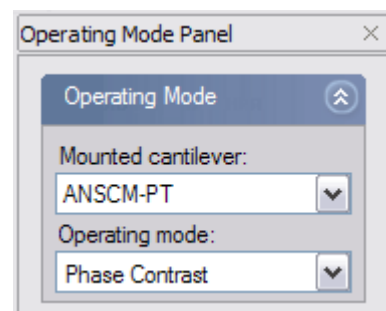 Operating Mode Panel
Operating Mode
Mounted cantilever:
ANSCM-PT
Operating mode:
Phase Contrast